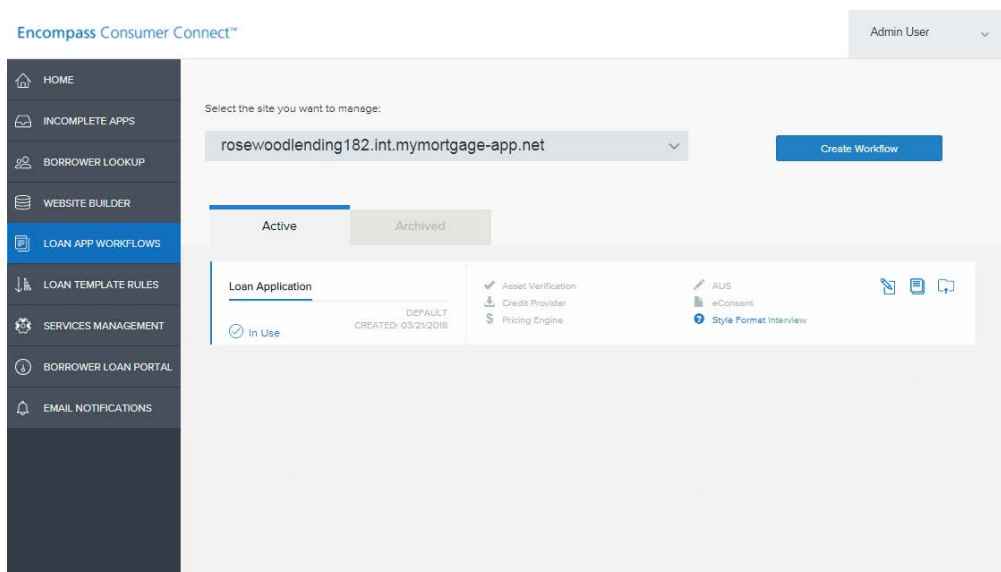 Encompass Consumer Connect™
Admin User
HOME
INCOMPLETE APPS
BORROWER LOOKUP
WEBSITE BUILDER
LOAN APP WORKFLOWS
LOAN TEMPLATE RULES
SERVICES MANAGEMENT
BORROWER LOAN PORTAL
EMAIL NOTIFICATIONS
Select the site you want to manage:
rosewoodlending182.int.mymortgage-app.net
Create Workflow
Active
Archived
Loan Application
DEFAULT
CREATED: 03/21/2018
In Use
Asset Verification
Credit Provider
Pricing Engine
AUS
eConsent
Style Format Interview